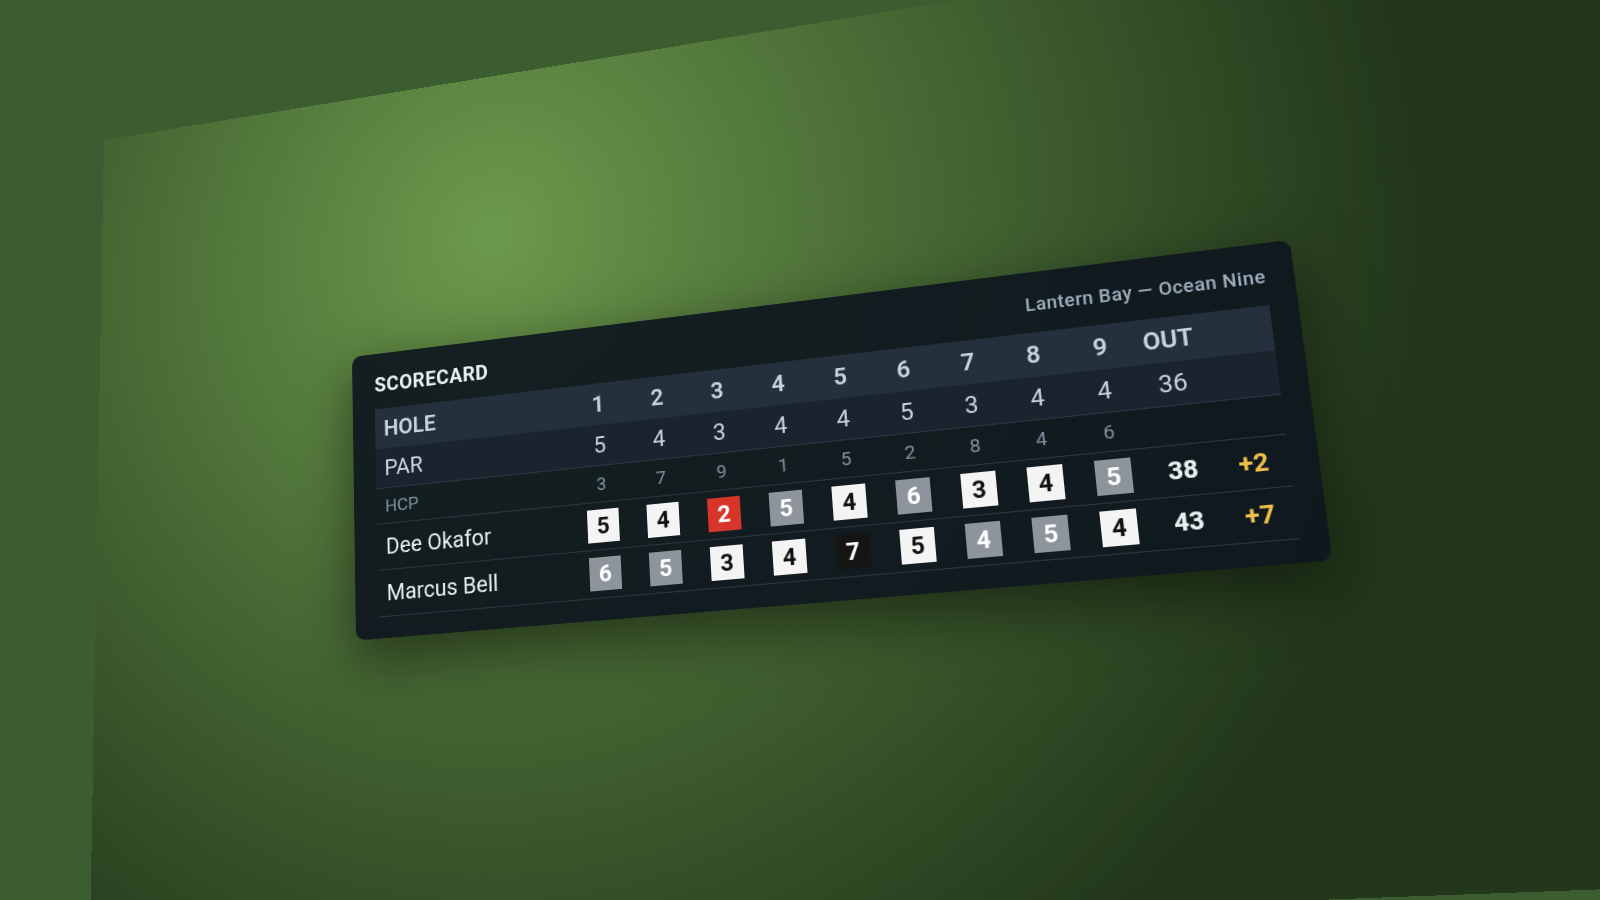 SCORECARD Lantern Bay — Ocean Nine
HOLE 1 2 3 4 5 6 7 8 9 OUT
PAR 5 4 3 4 4 5 3 4 4 36
HCP 3 7 9 1 5 2 8 4 6
Dee Okafor 5 4 2 5 4 6 3 4 5 38 +2
Marcus Bell 6 5 3 4 7 5 4 5 4 43 +7